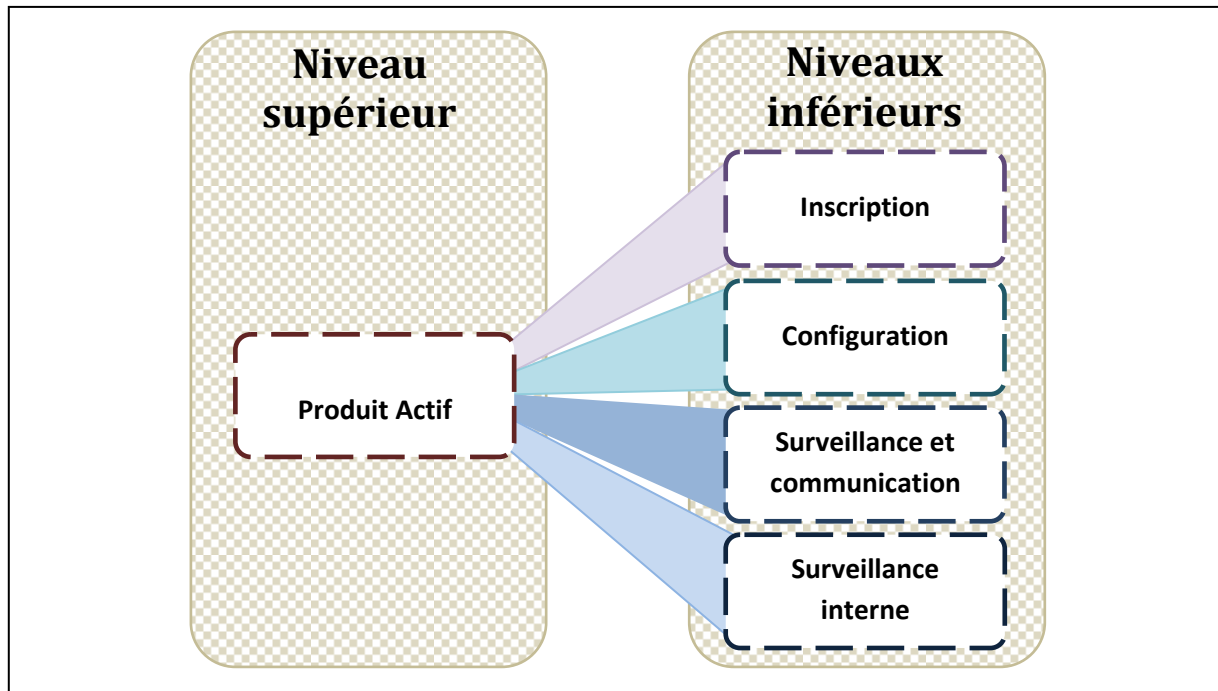 Niveau
supérieur
Produit Actif
Niveaux
inférieurs
Inscription
Configuration
Surveillance et
communication
Surveillance
interne